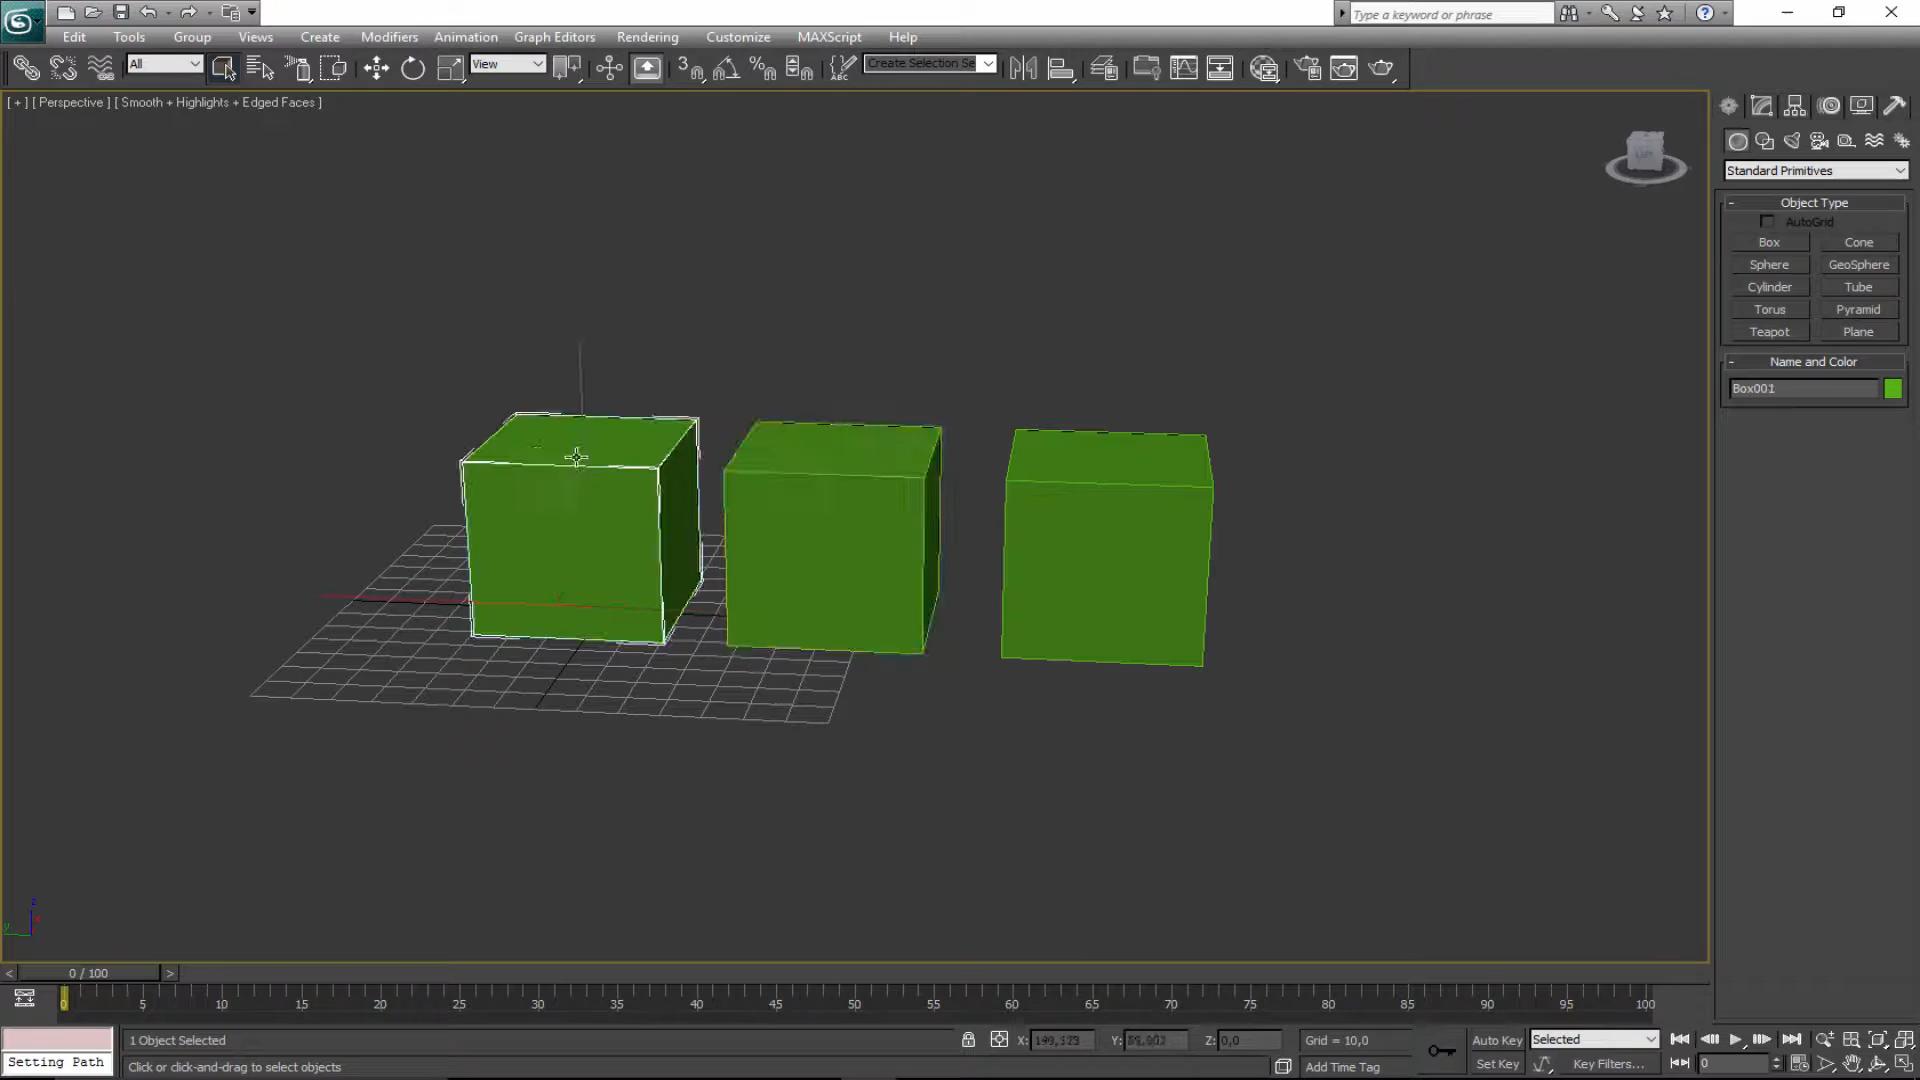 Type a keyword or phrase
Edit Tools Group Views Create Modifiers Animation Graph Editors Rendering Customize MAXScript Help
All View Create Selection Se
[ + ] [ Perspective ] [ Smooth + Highlights + Edged Faces ]
Standard Primitives
- Object Type
AutoGrid
Box Cone
Sphere GeoSphere
Cylinder Tube
Torus Pyramid
Teapot Plane
- Name and Color
Box001
z
x
y
< 0 / 100 >
0 5 10 15 20 25 30 35 40 45 50 55 60 65 70 75 80 85 90 95 100
1 Object Selected X: Y: Z: 0,0 Grid = 10,0 Auto Key Selected
Setting Path Click or click-and-drag to select objects Add Time Tag Set Key Key Filters... 0